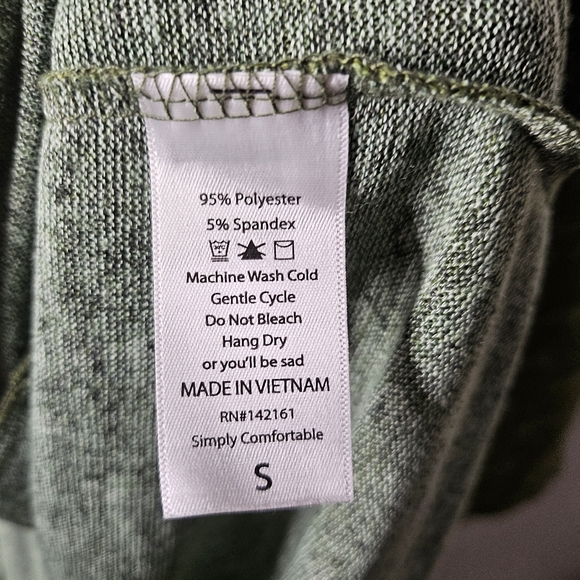 95% Polyester
5% Spandex
Machine Wash Cold
Gentle Cycle
Do Not Bleach
Hang Dry
or you'll be sad
MADE IN VIETNAM
RN#142161
Simply Comfortable
S